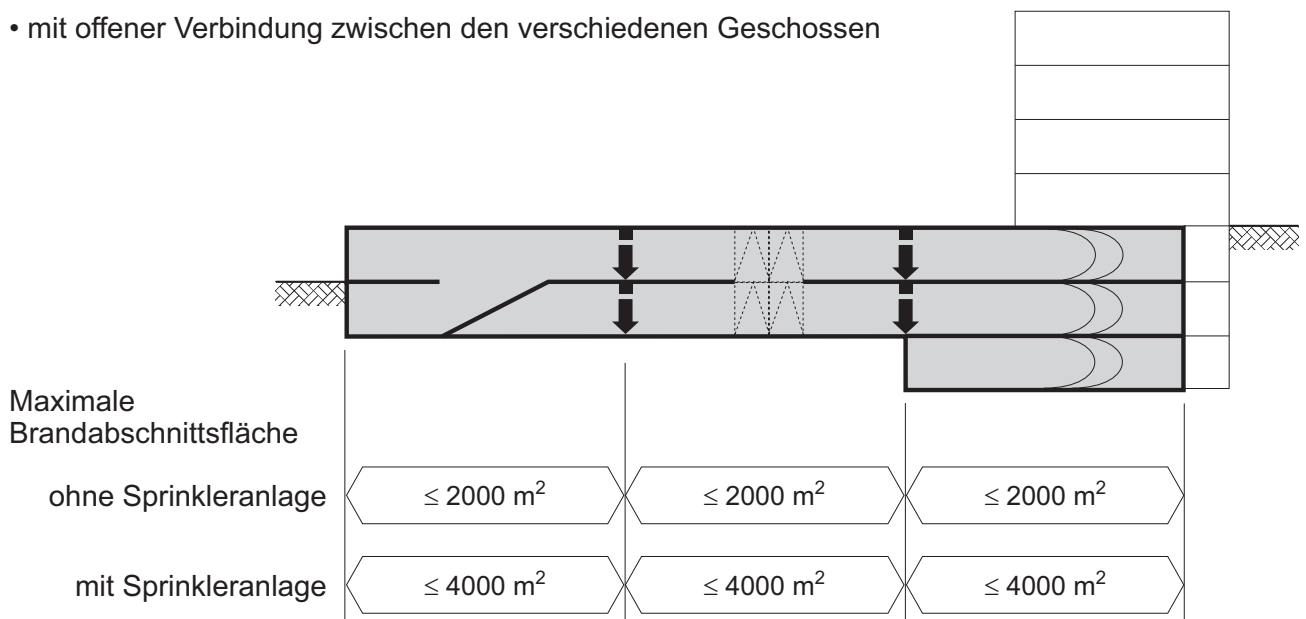 • mit offener Verbindung zwischen den verschiedenen Geschossen
Maximale
Brandabschnittsfläche
ohne Sprinkleranlage ≤ 2000 m² ≤ 2000 m² ≤ 2000 m²
mit Sprinkleranlage ≤ 4000 m² ≤ 4000 m² ≤ 4000 m²